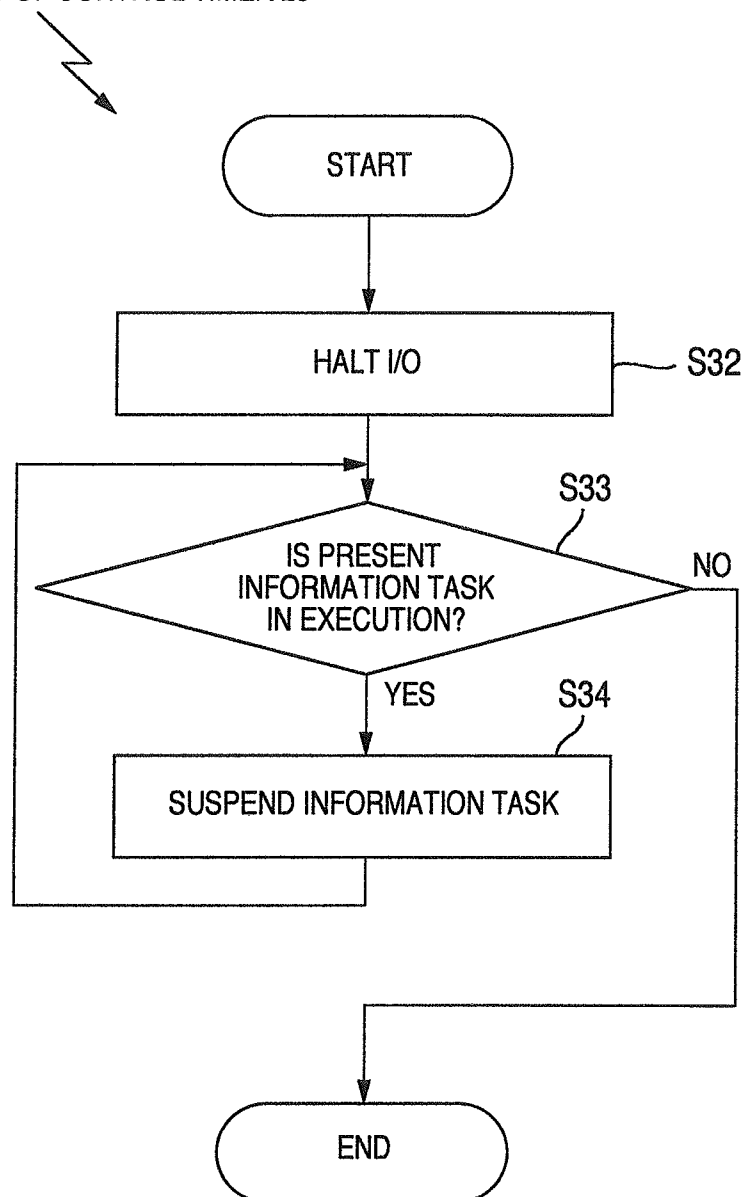 START
HALT I/O
S32
S33
IS PRESENT
INFORMATION TASK
IN EXECUTION?
NO
YES
S34
SUSPEND INFORMATION TASK
END